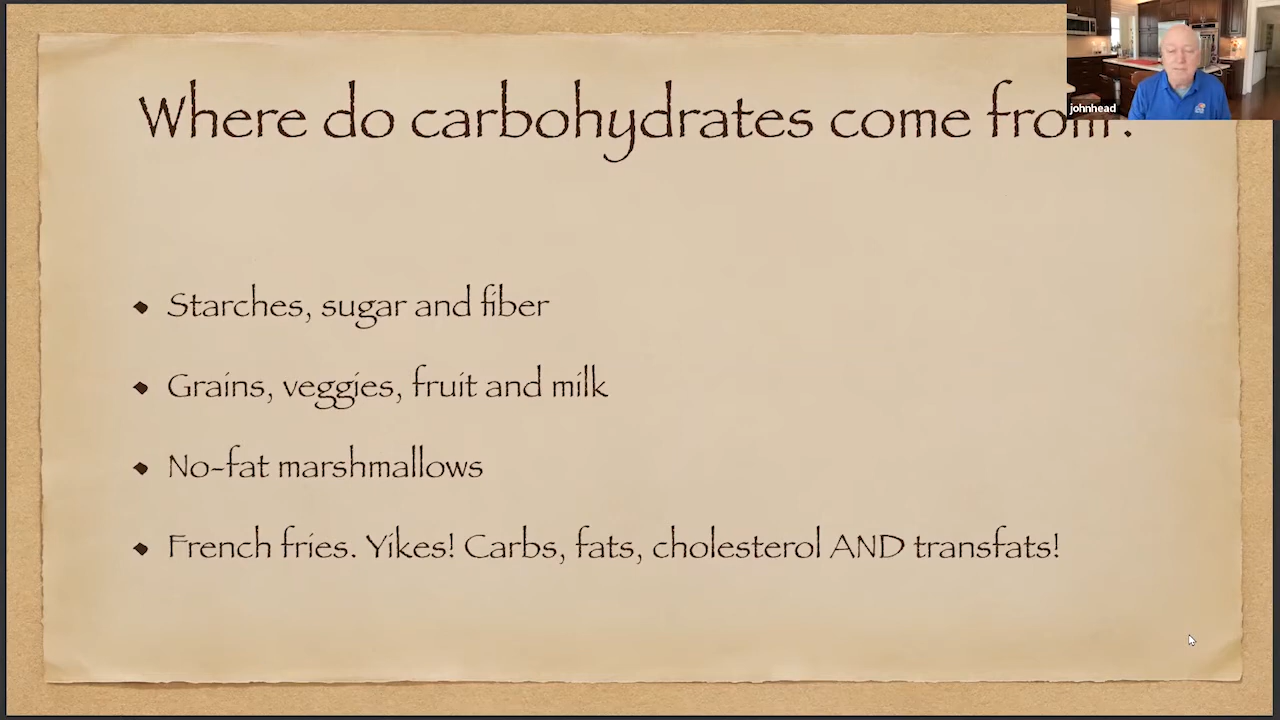 Where do carbohydrates come from?
johnhead
Starches, sugar and fiber
Grains, veggies, fruit and milk
No-fat marshmallows
French fries. Yikes! Carbs, fats, cholesterol AND transfats!